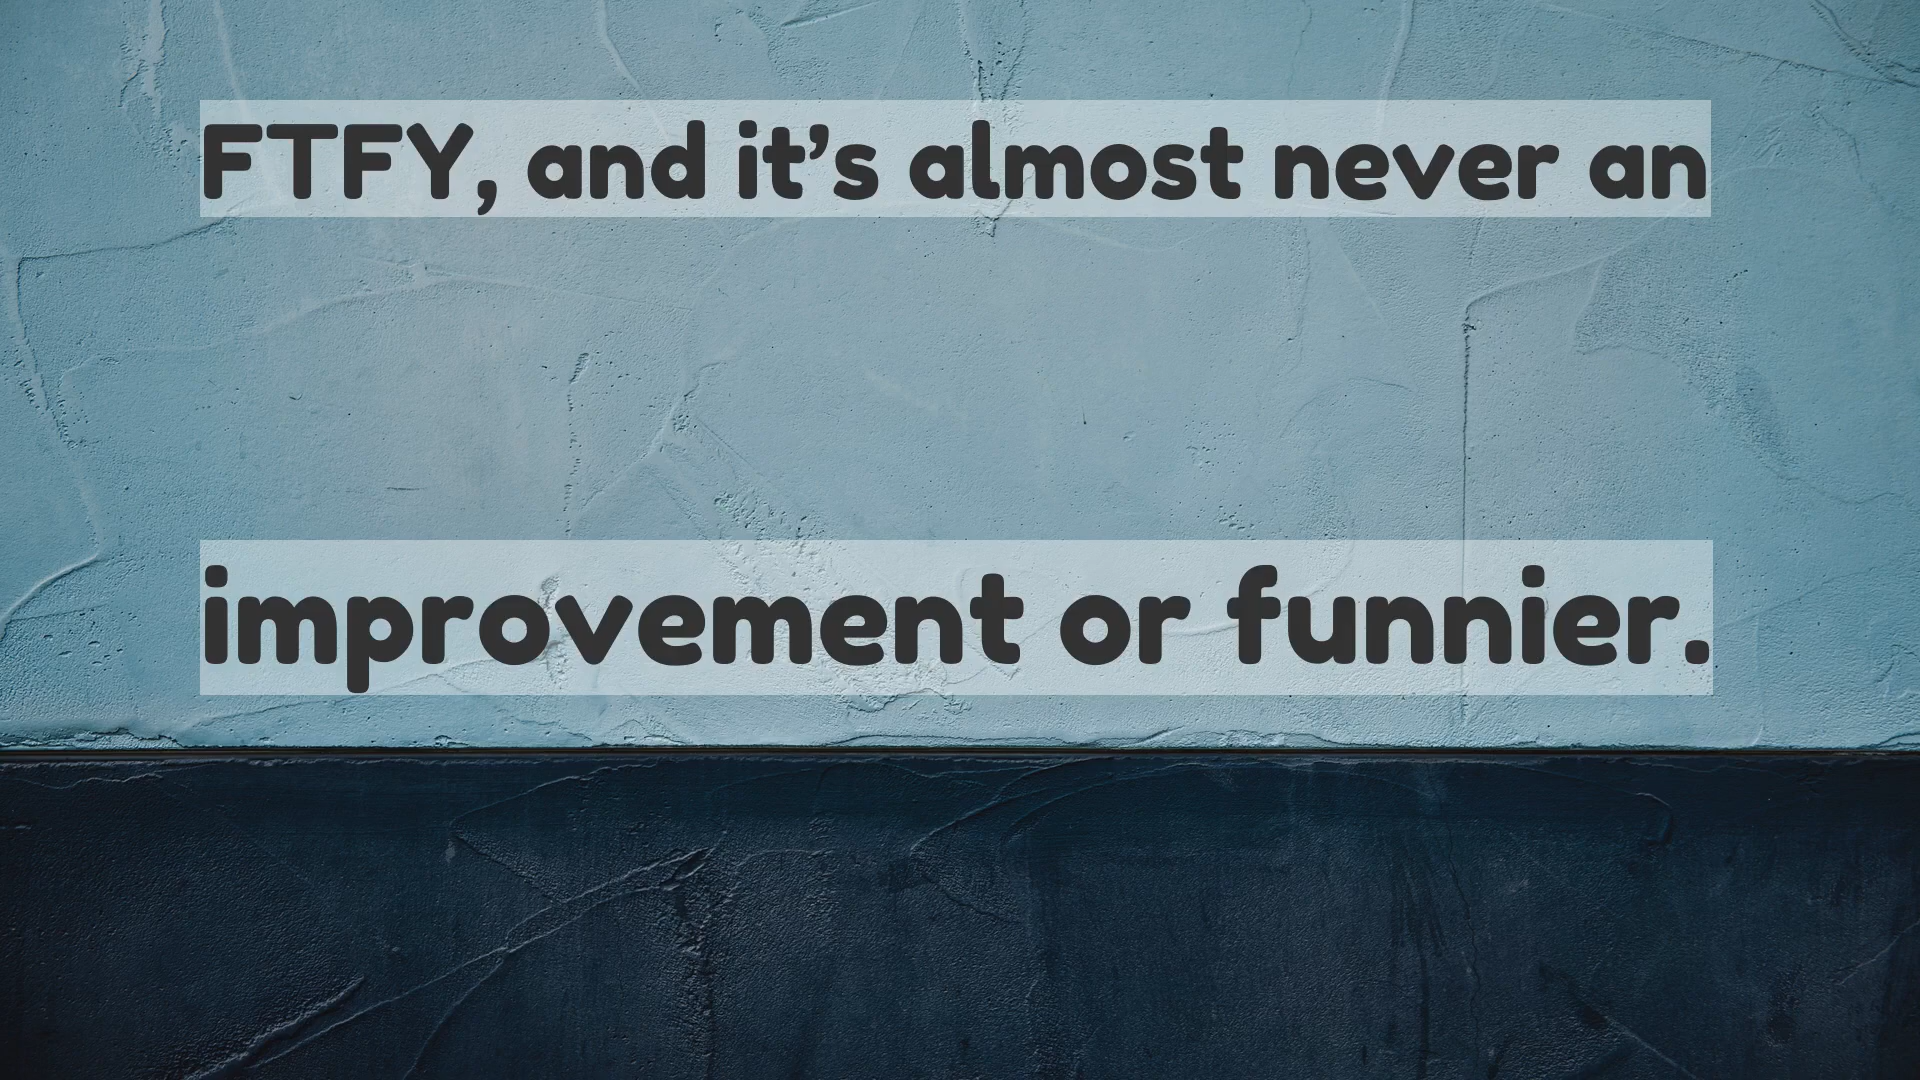 FTFY, and it’s almost never an
improvement or funnier.